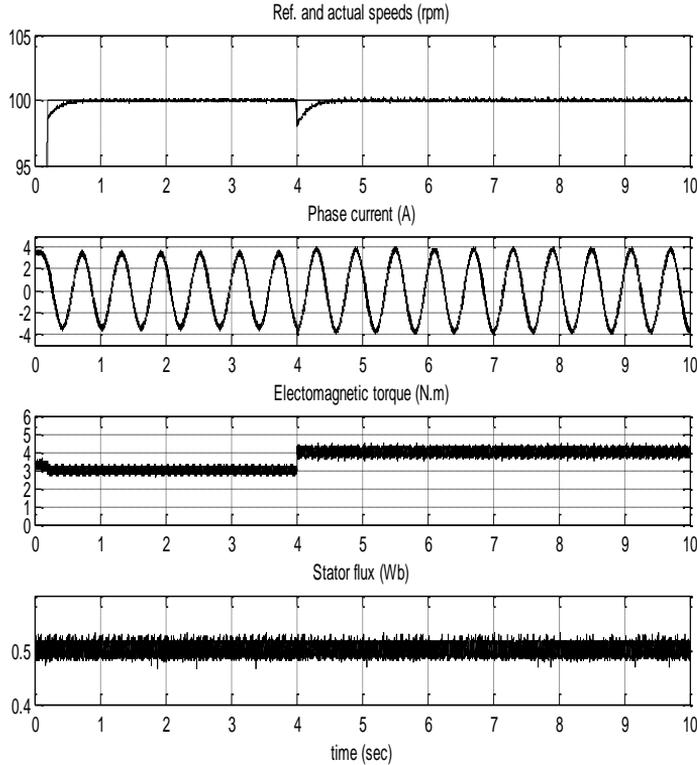 Ref. and actual speeds (rpm)
105
100
95
0 1 2 3 4 5 6 7 8 9 10
Phase current (A)
4
2
0
-2
-4
0 1 2 3 4 5 6 7 8 9 10
Electomagnetic torque (N.m)
6
5
4
3
2
1
0
0 1 2 3 4 5 6 7 8 9 10
Stator flux (Wb)
0.5
0.4
0 1 2 3 4 5 6 7 8 9 10
time (sec)